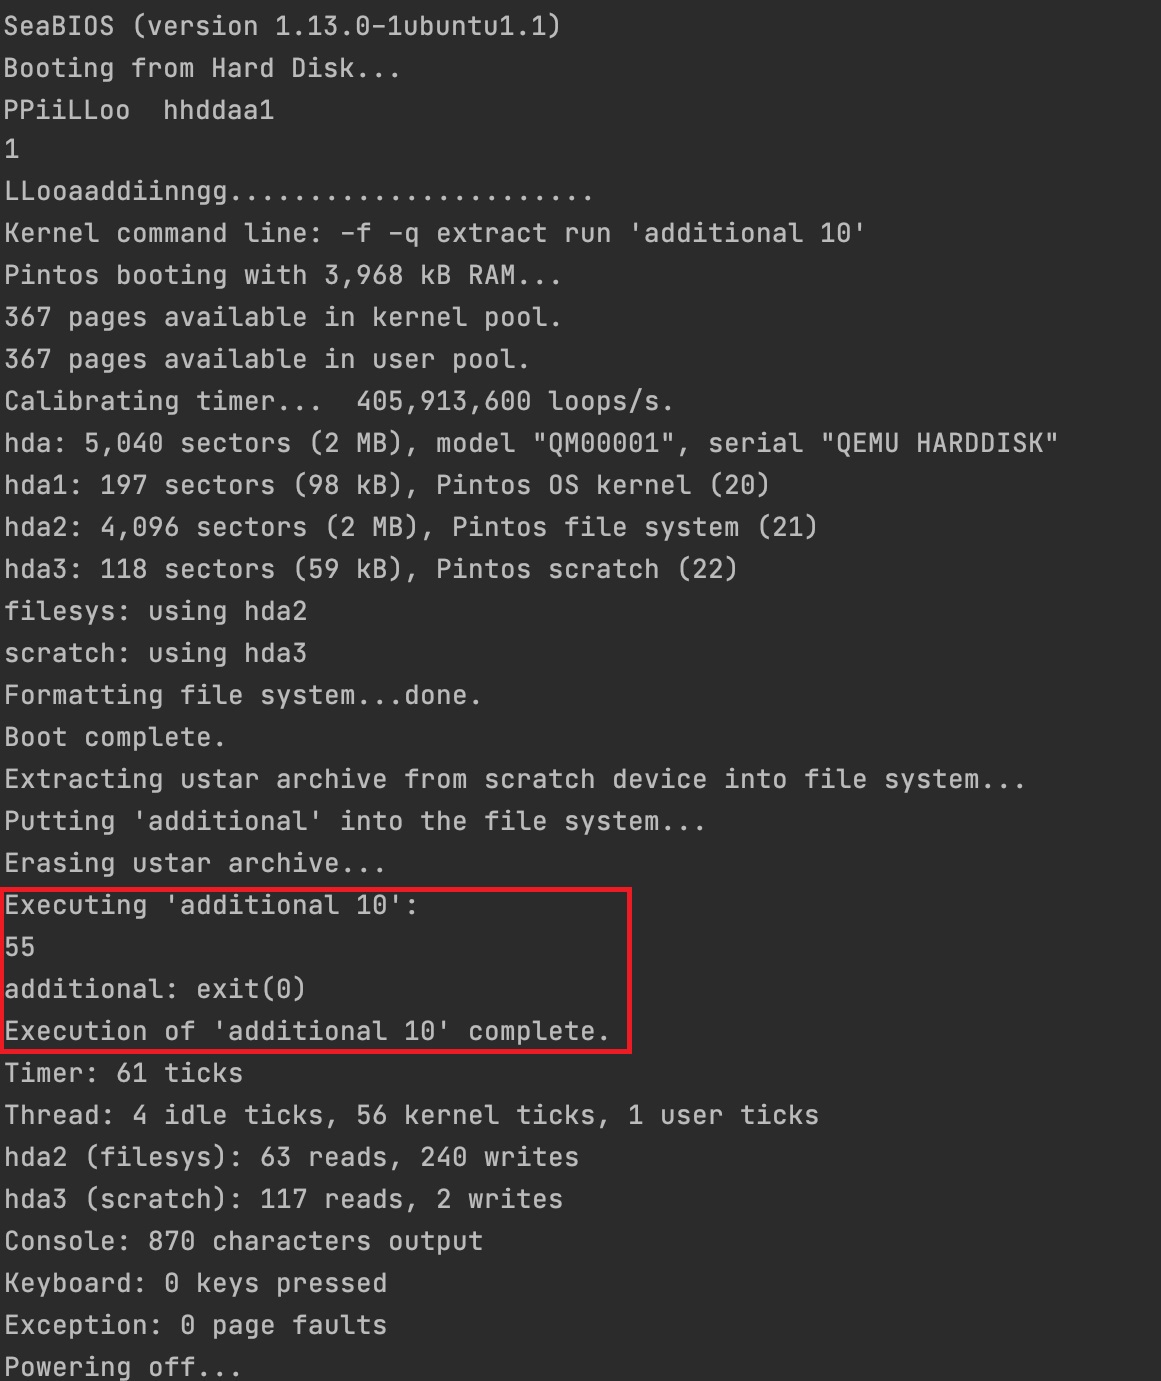 SeaBIOS (version 1.13.0-1ubuntu1.1)
Booting from Hard Disk...
PPiiLLoo  hhddaa1
1
LLooaaddiinngg.......................
Kernel command line: -f -q extract run 'additional 10'
Pintos booting with 3,968 kB RAM...
367 pages available in kernel pool.
367 pages available in user pool.
Calibrating timer...  405,913,600 loops/s.
hda: 5,040 sectors (2 MB), model "QM00001", serial "QEMU HARDDISK"
hda1: 197 sectors (98 kB), Pintos OS kernel (20)
hda2: 4,096 sectors (2 MB), Pintos file system (21)
hda3: 118 sectors (59 kB), Pintos scratch (22)
filesys: using hda2
scratch: using hda3
Formatting file system...done.
Boot complete.
Extracting ustar archive from scratch device into file system...
Putting 'additional' into the file system...
Erasing ustar archive...
Executing 'additional 10':
55
additional: exit(0)
Execution of 'additional 10' complete.
Timer: 61 ticks
Thread: 4 idle ticks, 56 kernel ticks, 1 user ticks
hda2 (filesys): 63 reads, 240 writes
hda3 (scratch): 117 reads, 2 writes
Console: 870 characters output
Keyboard: 0 keys pressed
Exception: 0 page faults
Powering off...